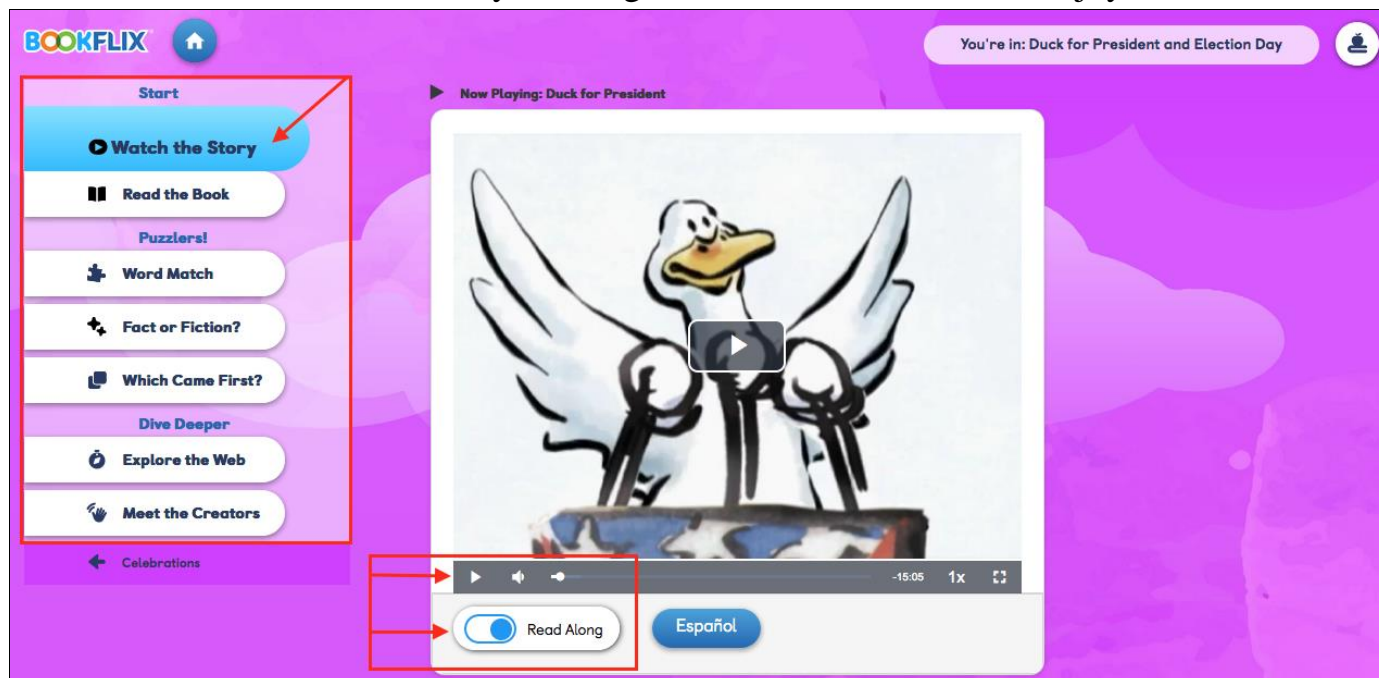 BOOKFLIX
You're in: Duck for President and Election Day
Start
Watch the Story
Read the Book
Puzzlers!
Word Match
Fact or Fiction?
Which Came First?
Dive Deeper
Explore the Web
Meet the Creators
Celebrations
Now Playing: Duck for President
-15:05 1x
Read Along
Español